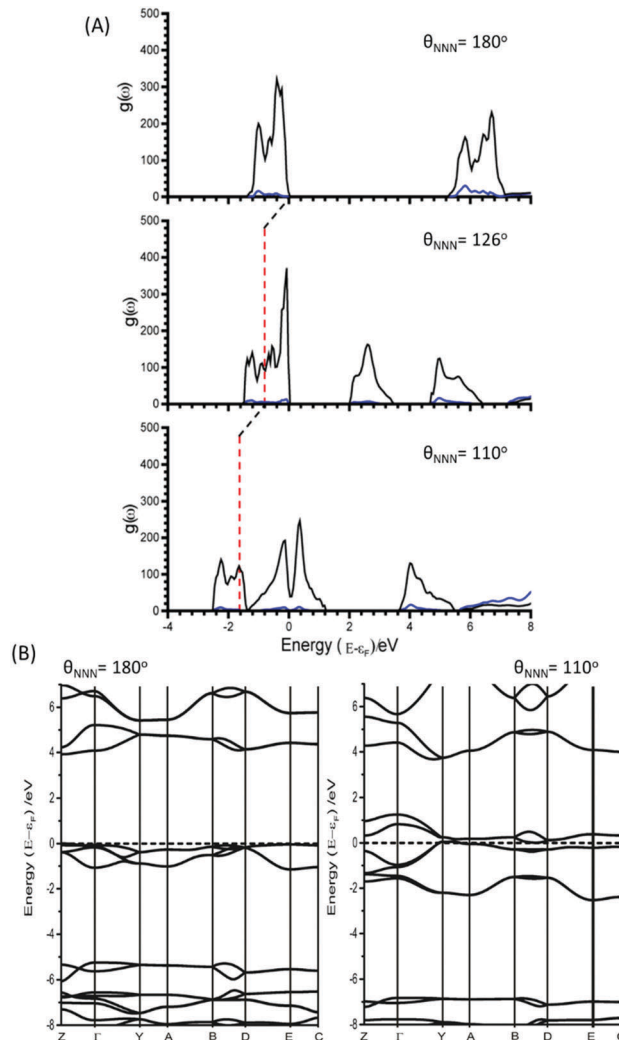 (A)
θNNN= 180°
500
400
300
200
100
0
g(ω)
θNNN= 126°
500
400
300
200
100
0
g(ω)
θNNN= 110°
500
400
300
200
100
0
g(ω)
-4 -2 0 2 4 6 8
Energy (E-εF)/eV
(B)
θNNN= 180°
θNNN= 110°
6
4
2
0
-2
-4
-6
-8
Energy (E-εF) /eV
Z Γ Y A B D E C
6
4
2
0
-2
-4
-6
-8
Energy (E-εF) /eV
Z Γ Y A B D E C